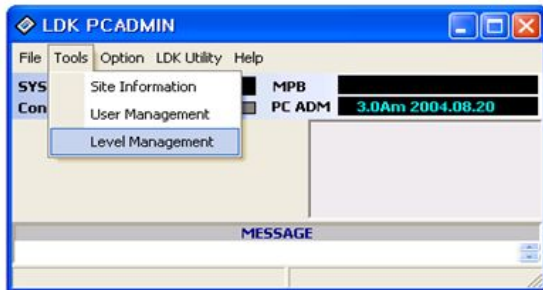 LDK PCADMIN
File Tools Option LDK Utility Help
SYS MPB
Con PC ADM 3.0Am 2004.08.20
Site Information
User Management
Level Management
MESSAGE